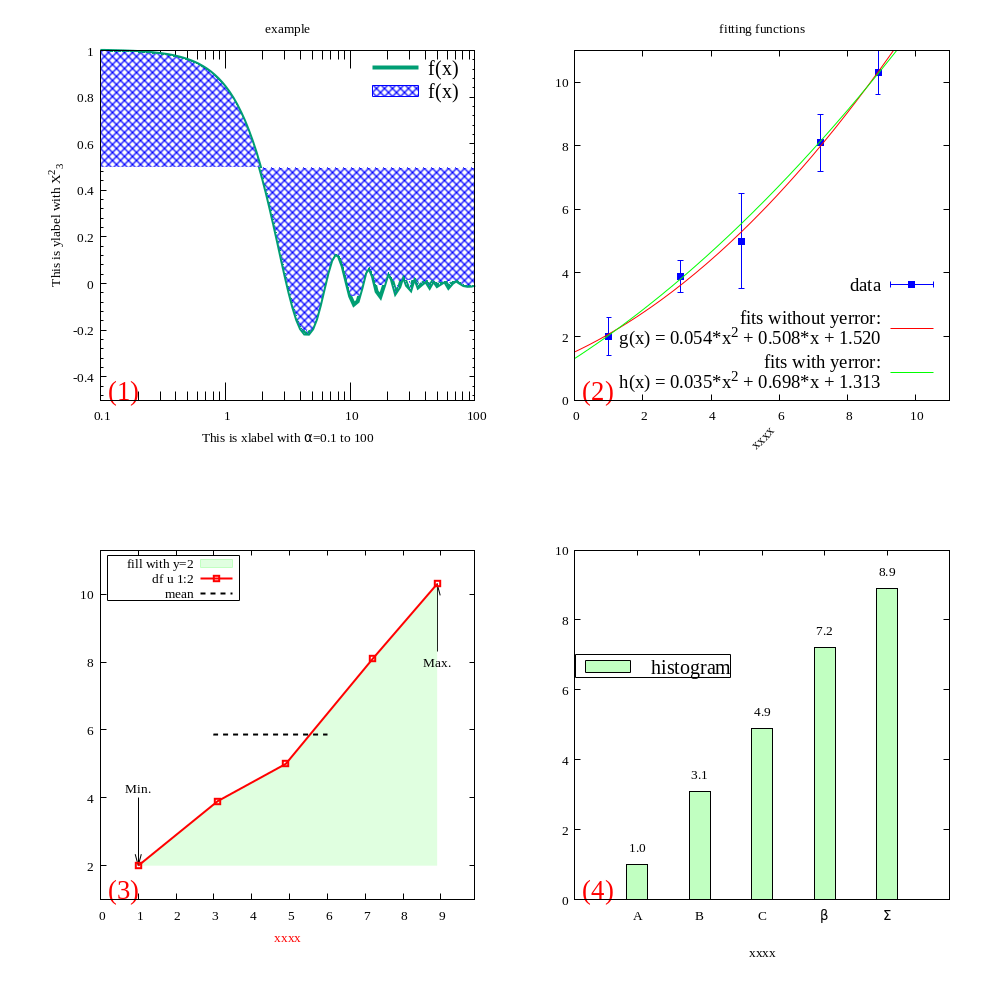 example
1
0.8
0.6
0.4
0.2
0
-0.2
-0.4
This is ylabel with X²₃
f(x)
f(x)
(1)
0.1 1 10 100
This is xlabel with α=0.1 to 100
fitting functions
10
8
6
4
2
0
data
fits without yerror:
g(x) = 0.054*x² + 0.508*x + 1.520
fits with yerror:
h(x) = 0.035*x² + 0.698*x + 1.313
(2)
0 2 4 6 8 10
xxxx
fill with y=2
df u 1:2
mean
10
8
6
4
2
Max.
Min.
(3)
0 1 2 3 4 5 6 7 8 9
xxxx
10
8
6
4
2
0
8.9
7.2
histogram
4.9
3.1
1.0
(4)
A B C β Σ
xxxx